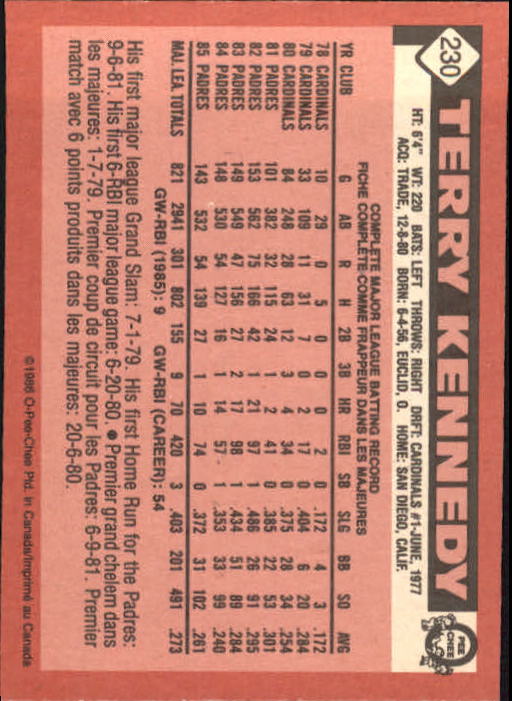 230
TERRY KENNEDY
O PEE CHEE
HT: 6'4" WT: 220 BATS: LEFT THROWS: RIGHT DRFT: CARDINALS #1-JUNE, 1977
ACQ: TRADE, 12-8-80 BORN: 6-4-56, EUCLID, O. HOME: SAN DIEGO, CALIF.
COMPLETE MAJOR LEAGUE BATTING RECORD
FICHE COMPLÈTE COMME FRAPPEUR DANS LES MAJEURES
YR CLUB G AB R H 2B 3B HR RBI SB SLG BB SO AVG
78 CARDINALS 10 29 0 5 0 0 0 2 0 .172 4 3 .172
79 CARDINALS 33 109 11 31 7 0 2 17 0 .404 6 20 .284
80 CARDINALS 84 248 28 63 12 3 4 34 0 .375 28 34 .254
81 PADRES 101 382 32 115 24 1 2 41 0 .385 22 53 .301
82 PADRES 153 562 75 166 42 1 21 97 1 .486 26 91 .295
83 PADRES 149 549 47 156 27 2 17 98 1 .434 51 89 .284
84 PADRES 148 530 54 127 16 1 14 57 1 .353 33 99 .240
85 PADRES 143 532 54 139 27 1 10 74 0 .372 31 102 .261
MAJ. LEA. TOTALS 821 2941 301 802 155 9 70 420 3 .403 201 491 .273
GW-RBI (1985): 9 GW-RBI (CAREER): 54
His first major league Grand Slam: 7-1-79. His first Home Run for the Padres:
9-6-81. His first 6-RBI major league game: 6-20-80. ● Premier grand chelem dans
les majeures: 1-7-79. Premier coup de circuit pour les Padres: 6-9-81. Premier
match avec 6 points produits dans les majeures: 20-6-80.
©1986 O-Pee-Chee Ptd. in Canada/Imprimé au Canada